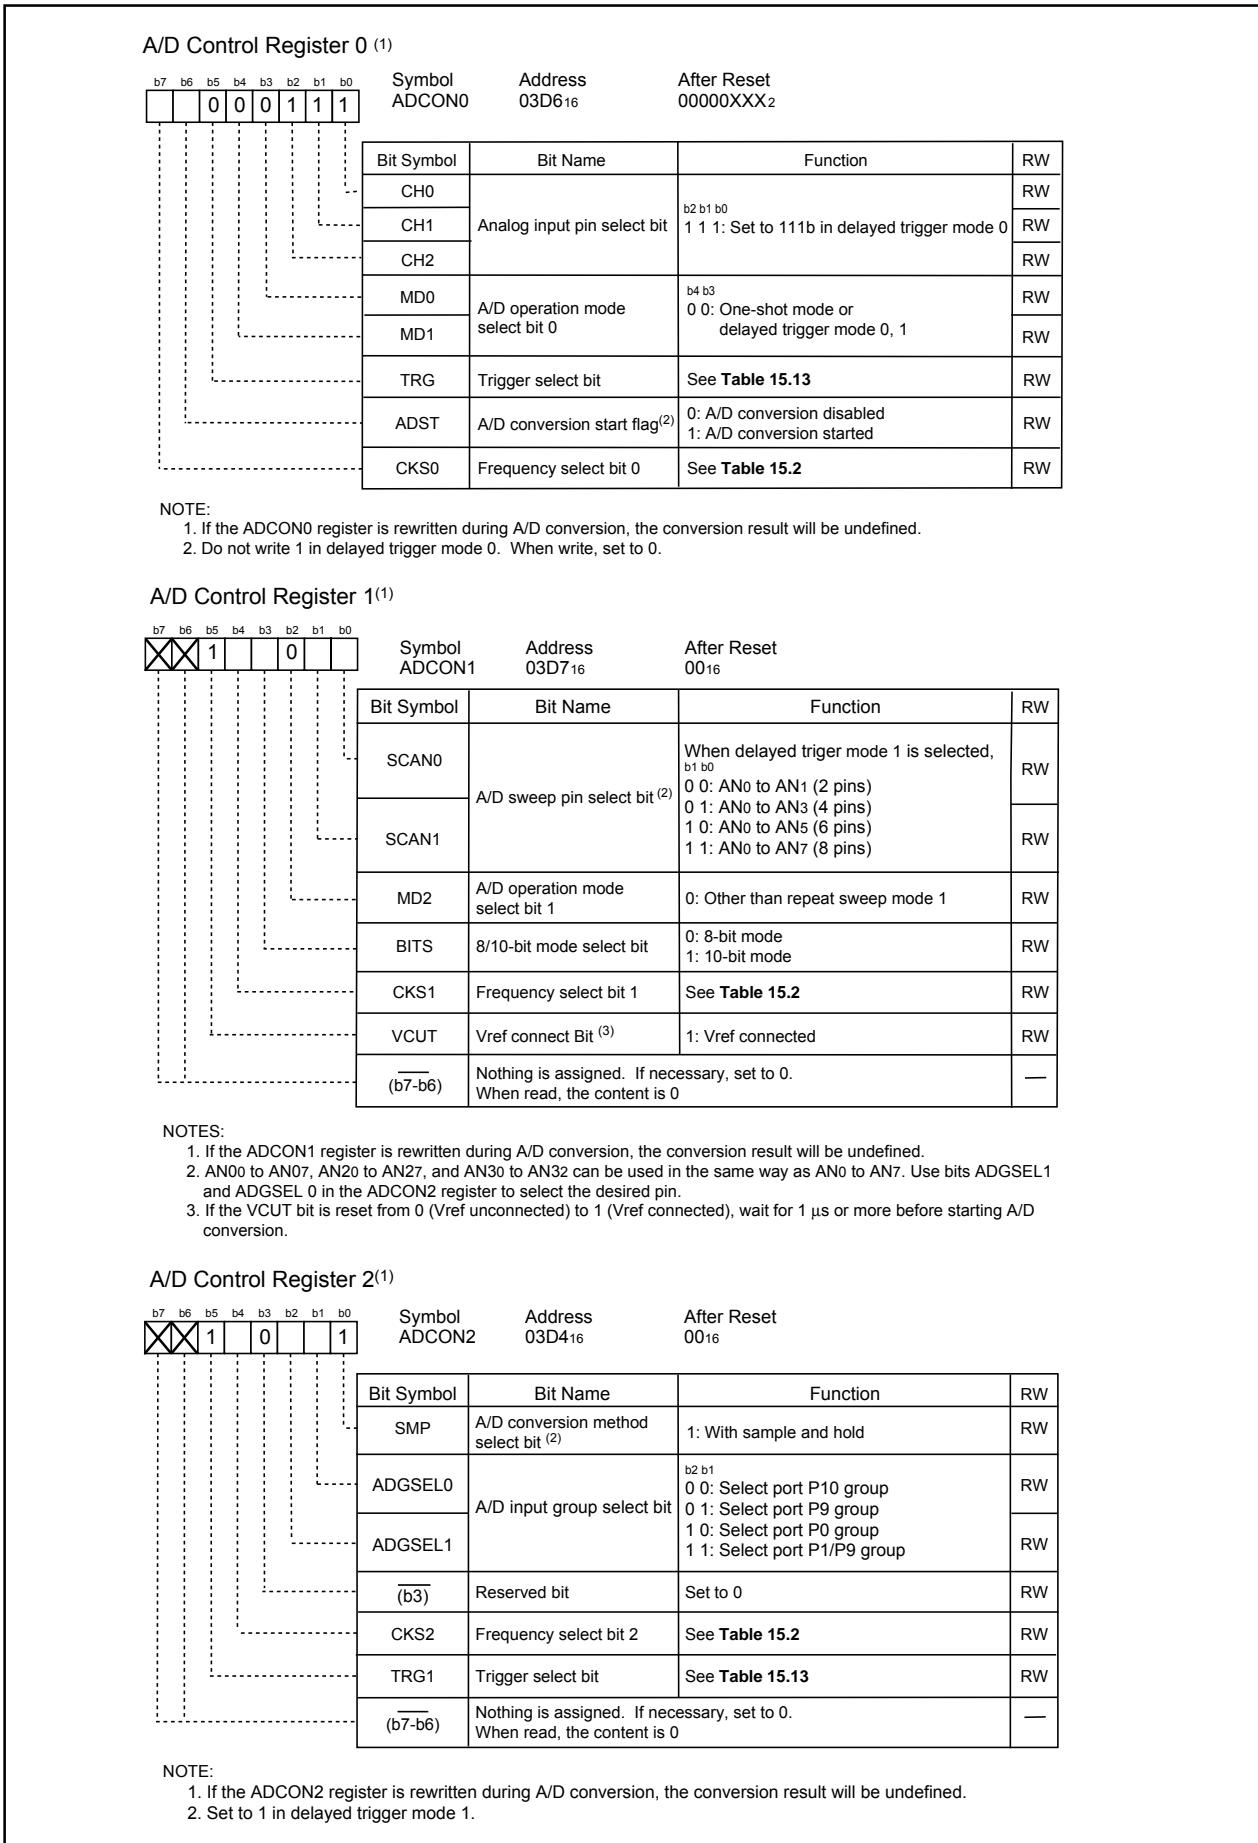 A/D Control Register 0 (1)
b7 b6 b5 b4 b3 b2 b1 b0
0 0 0 1 1 1
Symbol Address After Reset
ADCON0 03D616 00000XXX2
Bit Symbol Bit Name Function RW
CH0 RW
CH1 Analog input pin select bit b2 b1 b0
1 1 1: Set to 111b in delayed trigger mode 0 RW
CH2 RW
MD0 A/D operation mode
select bit 0 b4 b3
0 0: One-shot mode or
delayed trigger mode 0, 1 RW
MD1 RW
TRG Trigger select bit See Table 15.13 RW
ADST A/D conversion start flag(2) 0: A/D conversion disabled
1: A/D conversion started RW
CKS0 Frequency select bit 0 See Table 15.2 RW
NOTE:
1. If the ADCON0 register is rewritten during A/D conversion, the conversion result will be undefined.
2. Do not write 1 in delayed trigger mode 0. When write, set to 0.
A/D Control Register 1(1)
b7 b6 b5 b4 b3 b2 b1 b0
1 0
Symbol Address After Reset
ADCON1 03D716 0016
Bit Symbol Bit Name Function RW
SCAN0 A/D sweep pin select bit (2) When delayed triger mode 1 is selected,
b1 b0
0 0: AN0 to AN1 (2 pins)
0 1: AN0 to AN3 (4 pins)
1 0: AN0 to AN5 (6 pins)
1 1: AN0 to AN7 (8 pins) RW
SCAN1 RW
MD2 A/D operation mode
select bit 1 0: Other than repeat sweep mode 1 RW
BITS 8/10-bit mode select bit 0: 8-bit mode
1: 10-bit mode RW
CKS1 Frequency select bit 1 See Table 15.2 RW
VCUT Vref connect Bit (3) 1: Vref connected RW
(b7-b6) Nothing is assigned. If necessary, set to 0.
When read, the content is 0 —
NOTES:
1. If the ADCON1 register is rewritten during A/D conversion, the conversion result will be undefined.
2. AN00 to AN07, AN20 to AN27, and AN30 to AN32 can be used in the same way as AN0 to AN7. Use bits ADGSEL1
and ADGSEL 0 in the ADCON2 register to select the desired pin.
3. If the VCUT bit is reset from 0 (Vref unconnected) to 1 (Vref connected), wait for 1 µs or more before starting A/D
conversion.
A/D Control Register 2(1)
b7 b6 b5 b4 b3 b2 b1 b0
1 0 1
Symbol Address After Reset
ADCON2 03D416 0016
Bit Symbol Bit Name Function RW
SMP A/D conversion method
select bit (2) 1: With sample and hold RW
ADGSEL0 A/D input group select bit b2 b1
0 0: Select port P10 group
0 1: Select port P9 group
1 0: Select port P0 group
1 1: Select port P1/P9 group RW
ADGSEL1 RW
(b3) Reserved bit Set to 0 RW
CKS2 Frequency select bit 2 See Table 15.2 RW
TRG1 Trigger select bit See Table 15.13 RW
(b7-b6) Nothing is assigned. If necessary, set to 0.
When read, the content is 0 —
NOTE:
1. If the ADCON2 register is rewritten during A/D conversion, the conversion result will be undefined.
2. Set to 1 in delayed trigger mode 1.